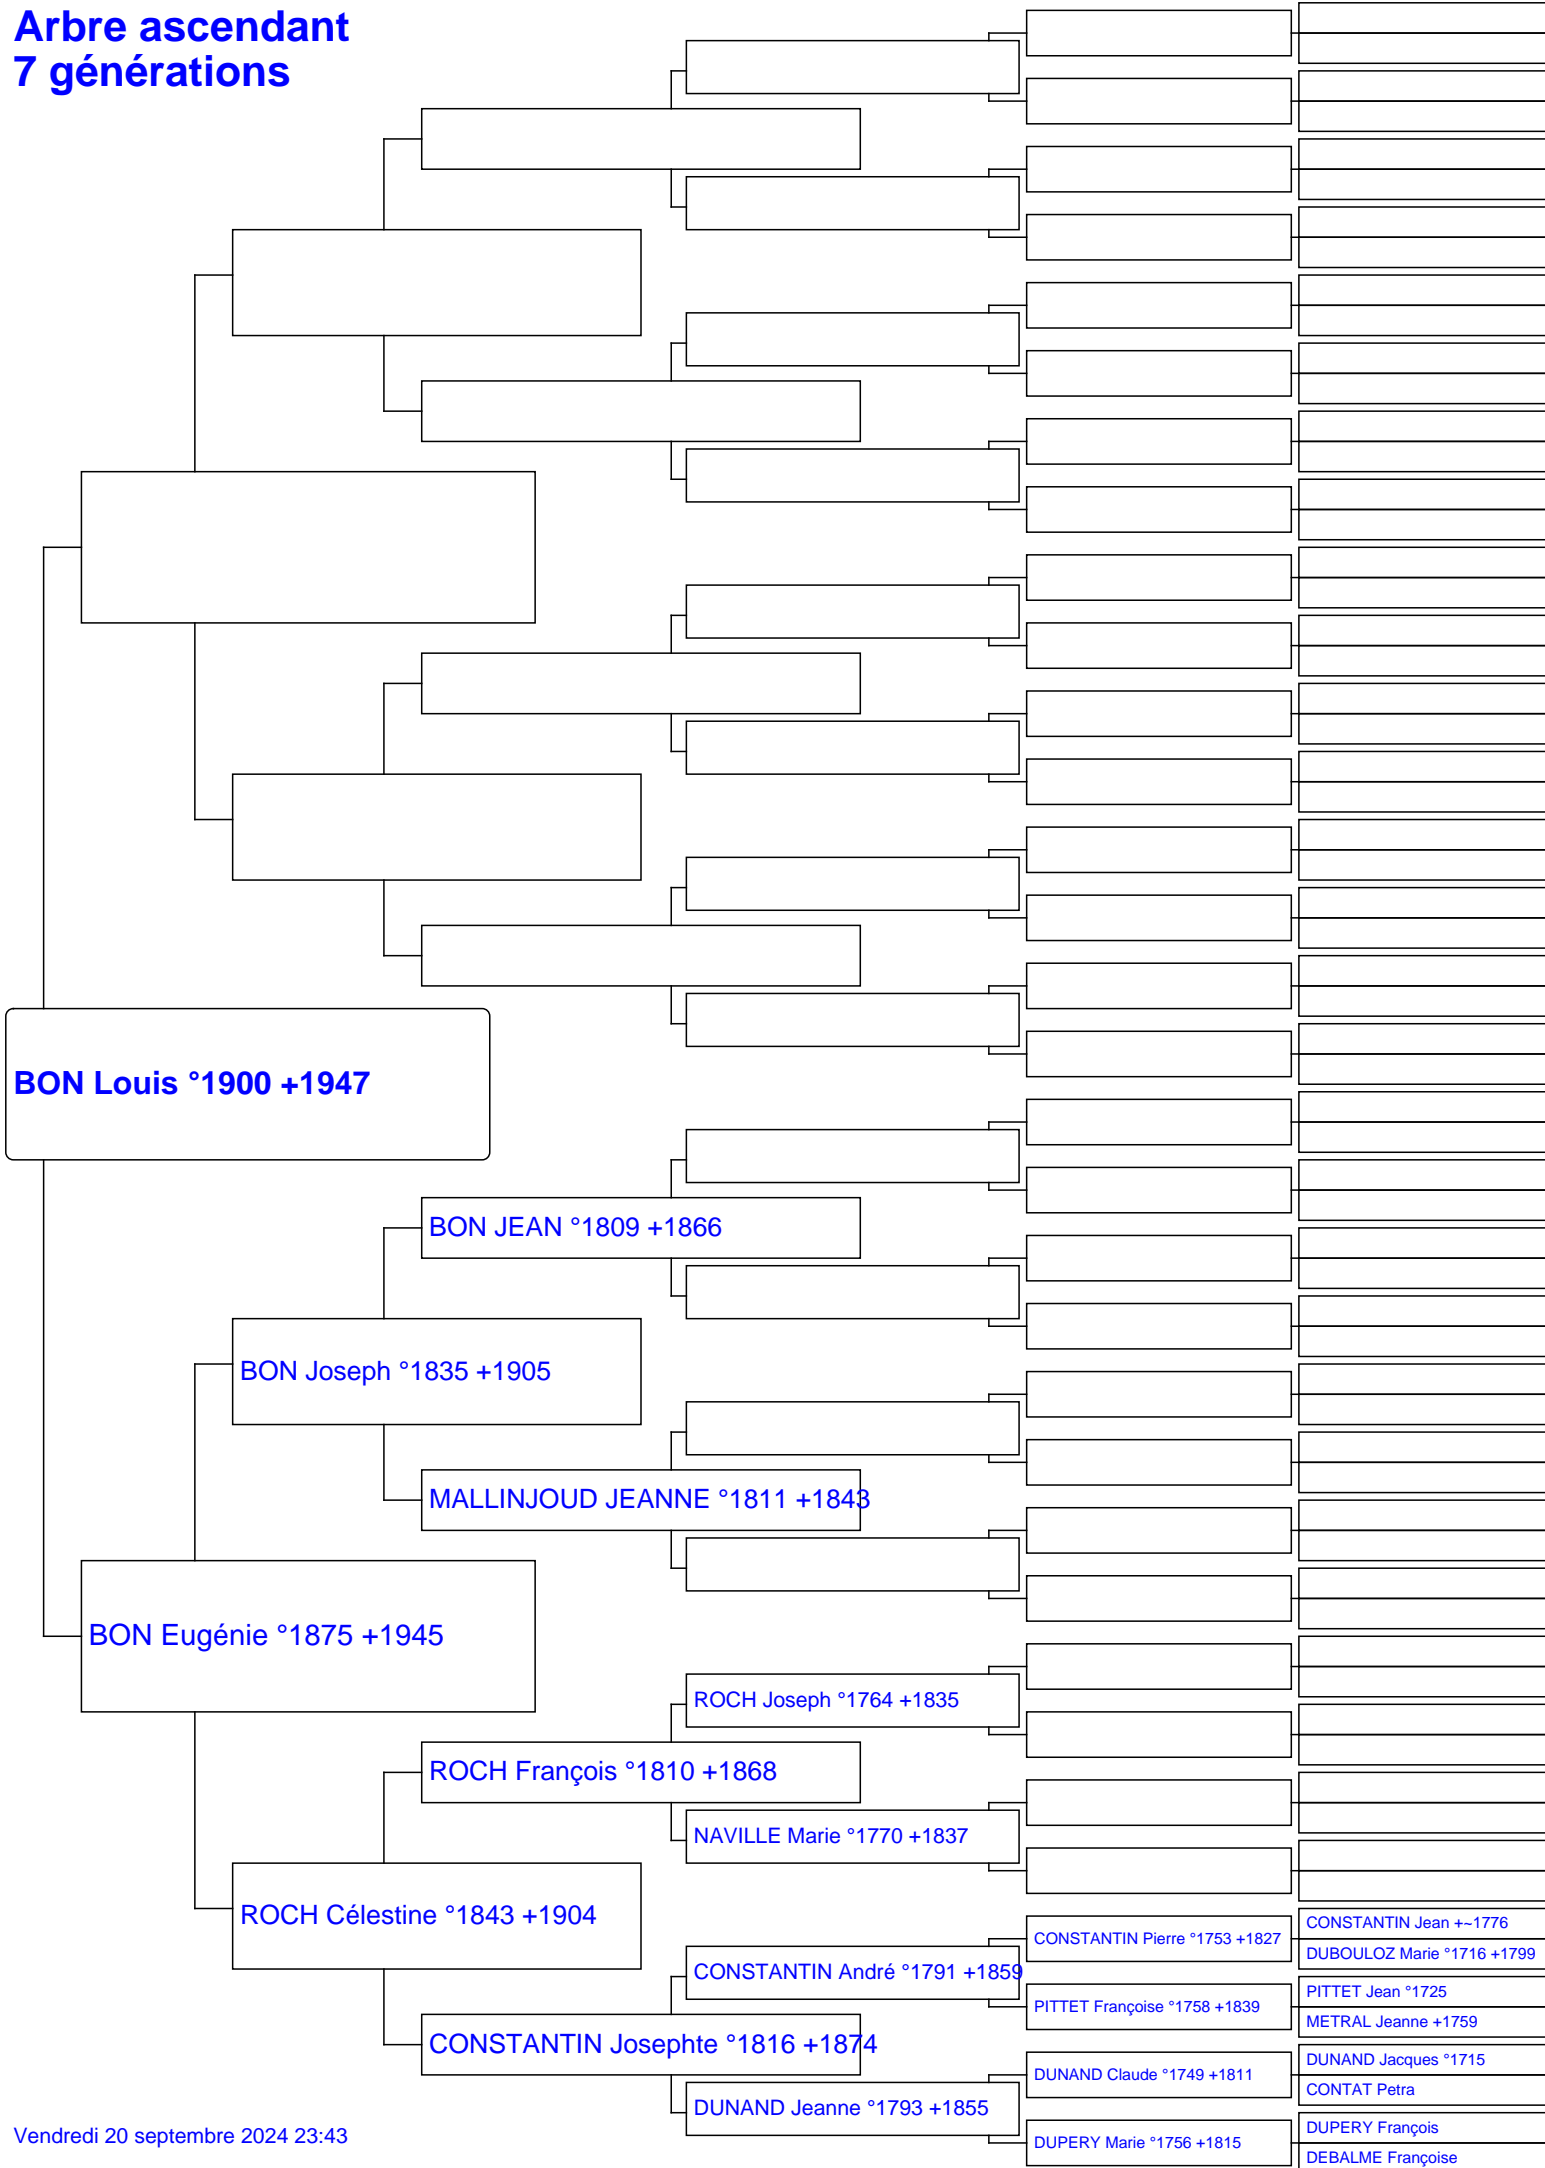 Arbre ascendant
7 générations
BON Louis °1900 +1947
BON JEAN °1809 +1866
BON Joseph °1835 +1905
MALLINJOUD JEANNE °1811 +1843
BON Eugénie °1875 +1945
ROCH Joseph °1764 +1835
ROCH François °1810 +1868
NAVILLE Marie °1770 +1837
ROCH Célestine °1843 +1904
CONSTANTIN Jean +~1776
CONSTANTIN Pierre °1753 +1827
DUBOULOZ Marie °1716 +1799
CONSTANTIN André °1791 +1859
PITTET Jean °1725
PITTET Françoise °1758 +1839
METRAL Jeanne +1759
CONSTANTIN Josephte °1816 +1874
DUNAND Jacques °1715
DUNAND Claude °1749 +1811
CONTAT Petra
DUNAND Jeanne °1793 +1855
DUPERY François
DUPERY Marie °1756 +1815
DEBALME Françoise
Vendredi 20 septembre 2024 23:43